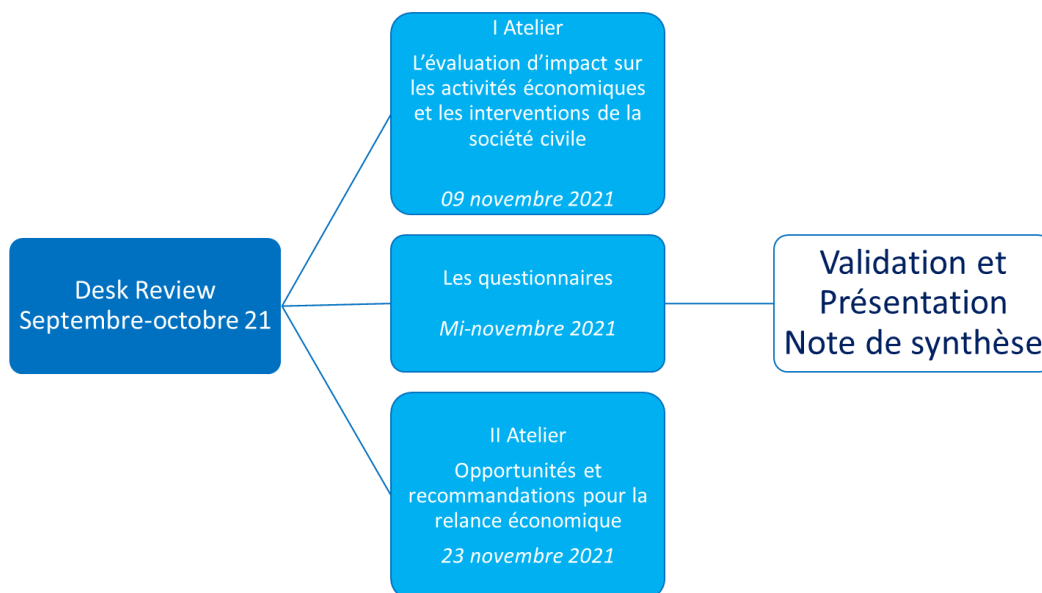 I Atelier
L'évaluation d'impact sur
les activités économiques
et les interventions de la
société civile
09 novembre 2021
Desk Review
Septembre-octobre 21
Les questionnaires
Mi-novembre 2021
Validation et
Présentation
Note de synthèse
II Atelier
Opportunités et
recommandations pour la
relance économique
23 novembre 2021